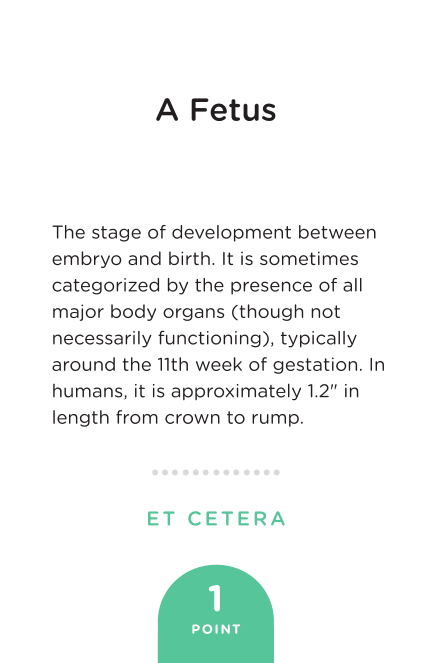 A Fetus
The stage of development between
embryo and birth. It is sometimes
categorized by the presence of all
major body organs (though not
necessarily functioning), typically
around the 11th week of gestation. In
humans, it is approximately 1.2" in
length from crown to rump.
ET CETERA
1
POINT